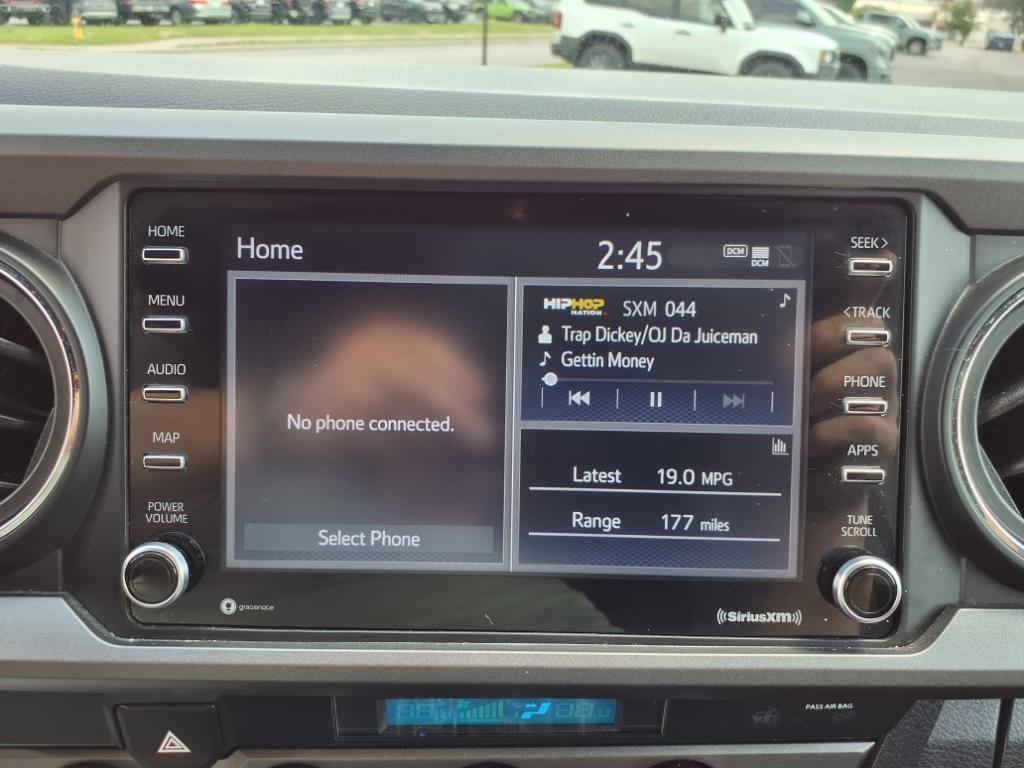 HOME
MENU
AUDIO
MAP
POWER
VOLUME
Home
2:45
DCM
DCM
No phone connected.
Select Phone
HIPHOP
NATION
SXM 044
Trap Dickey/OJ Da Juiceman
Gettin Money
Latest 19.0 MPG
Range 177 miles
SEEK >
< TRACK
PHONE
APPS
TUNE
SCROLL
gracenote
((SiriusXM))
PASS AIR BAG